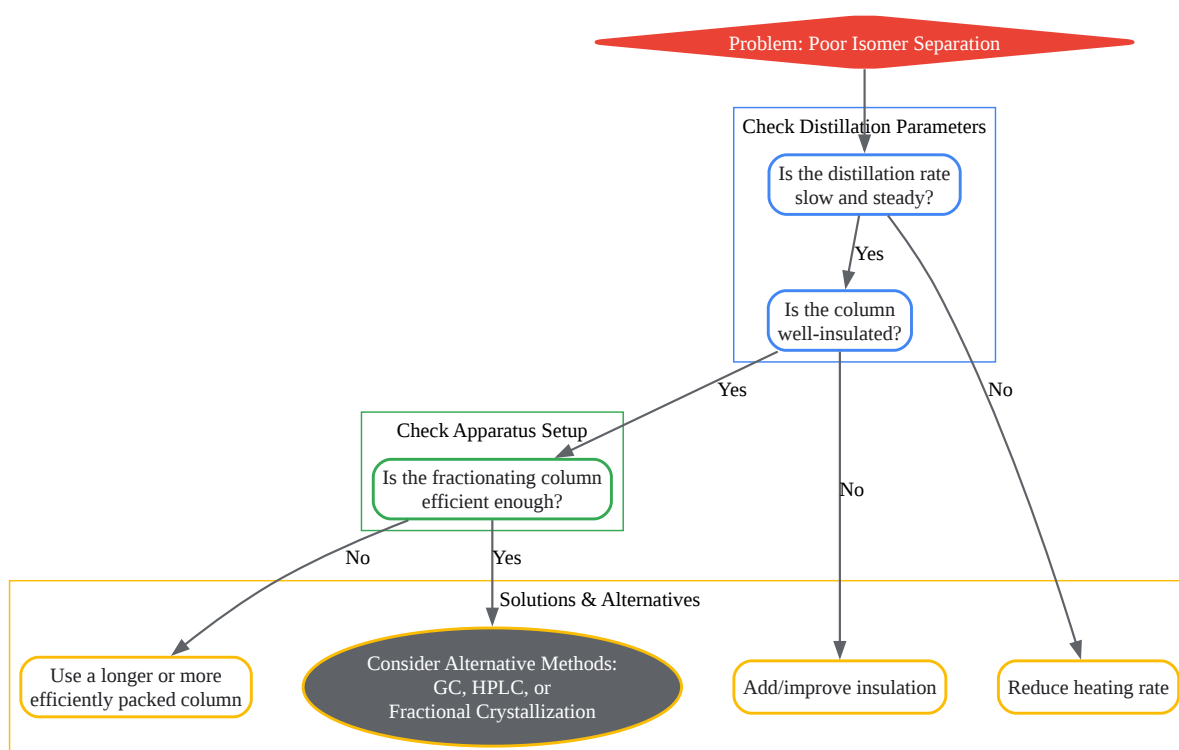 Problem: Poor Isomer Separation
Check Distillation Parameters
Is the distillation rate
slow and steady?
Yes
Is the column
well-insulated?
Yes
No
Check Apparatus Setup
Is the fractionating column
efficient enough?
No
No
Yes
Solutions & Alternatives
Use a longer or more
efficiently packed column
Consider Alternative Methods:
GC, HPLC, or
Fractional Crystallization
Add/improve insulation
Reduce heating rate